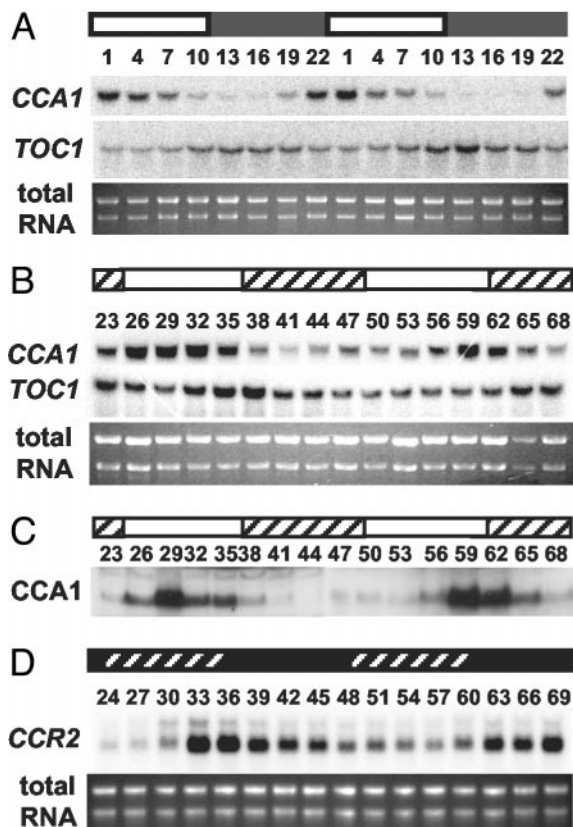 A
1 4 7 10 13 16 19 22 1 4 7 10 13 16 19 22
CCA1
TOC1
total
RNA
B
23 26 29 32 35 38 41 44 47 50 53 56 59 62 65 68
CCA1
TOC1
total
RNA
C
23 26 29 32 35 38 41 44 47 50 53 56 59 62 65 68
CCA1
D
24 27 30 33 36 39 42 45 48 51 54 57 60 63 66 69
CCR2
total
RNA